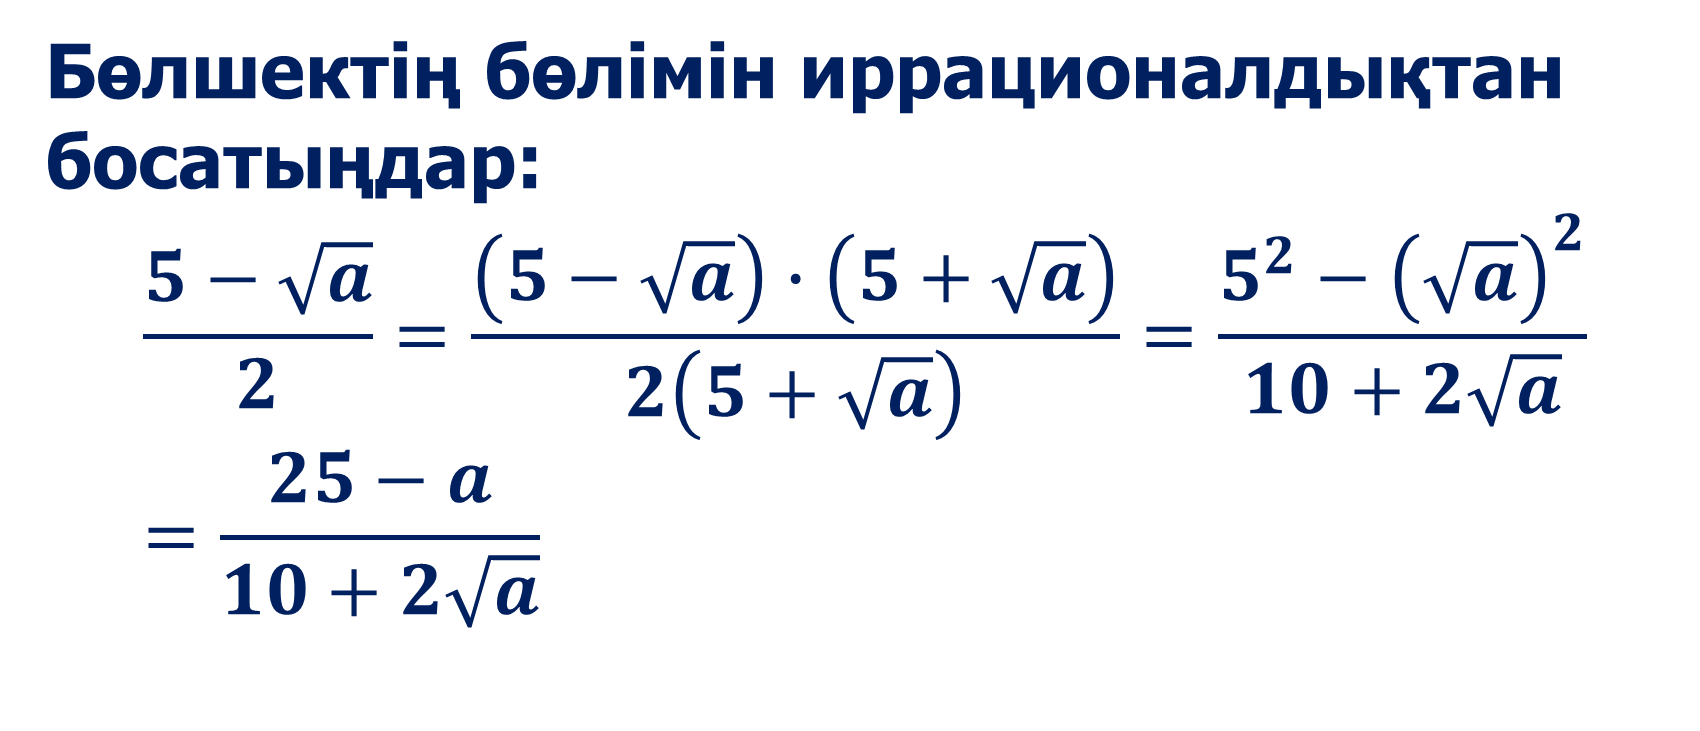 Бөлшектің бөлімін иррационалдықтан
босатыңдар:
(5 − √a)/2 = ((5 − √a) · (5 + √a))/(2(5 + √a)) = (5² − (√a)²)/(10 + 2√a)
= (25 − a)/(10 + 2√a)